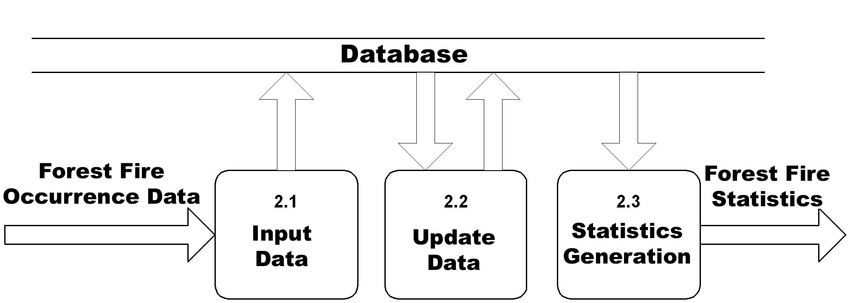 Database
Forest Fire
Occurrence Data
2.1
Input
Data
2.2
Update
Data
2.3
Statistics
Generation
Forest Fire
Statistics